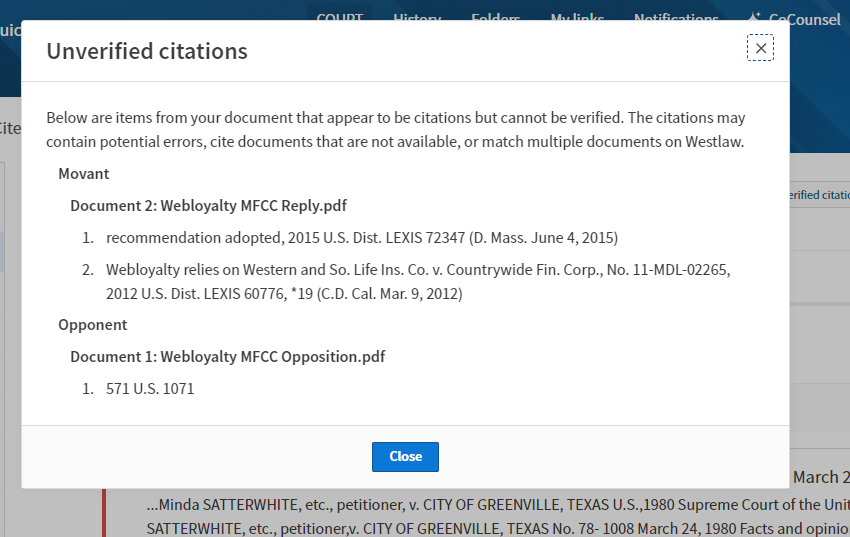 COURT History Folders My links Notifications CoCounsel
uic
Unverified citations
Cite
Below are items from your document that appear to be citations but cannot be verified. The citations may
contain potential errors, cite documents that are not available, or match multiple documents on Westlaw.
Movant
erified citatio
Document 2: Webloyalty MFCC Reply.pdf
1. recommendation adopted, 2015 U.S. Dist. LEXIS 72347 (D. Mass. June 4, 2015)
2. Webloyalty relies on Western and So. Life Ins. Co. v. Countrywide Fin. Corp., No. 11-MDL-02265,
2012 U.S. Dist. LEXIS 60776, *19 (C.D. Cal. Mar. 9, 2012)
Opponent
Document 1: Webloyalty MFCC Opposition.pdf
1. 571 U.S. 1071
Close
March 2
...Minda SATTERWHITE, etc., petitioner, v. CITY OF GREENVILLE, TEXAS U.S.,1980 Supreme Court of the Unit
SATTERWHITE, etc., petitioner,v. CITY OF GREENVILLE, TEXAS No. 78- 1008 March 24, 1980 Facts and opinio